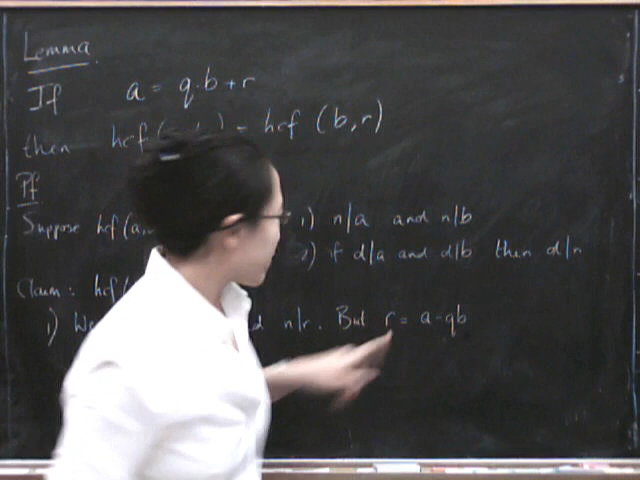 Lemma.
If a = q.b+r
then hcf ( = hcf (b,r)
Pf
Suppose hcf (a, 1) n/a and n/b
2) if d/a and d/b then d/n
Claim: hcf
1) We n/r. But r = a-qb